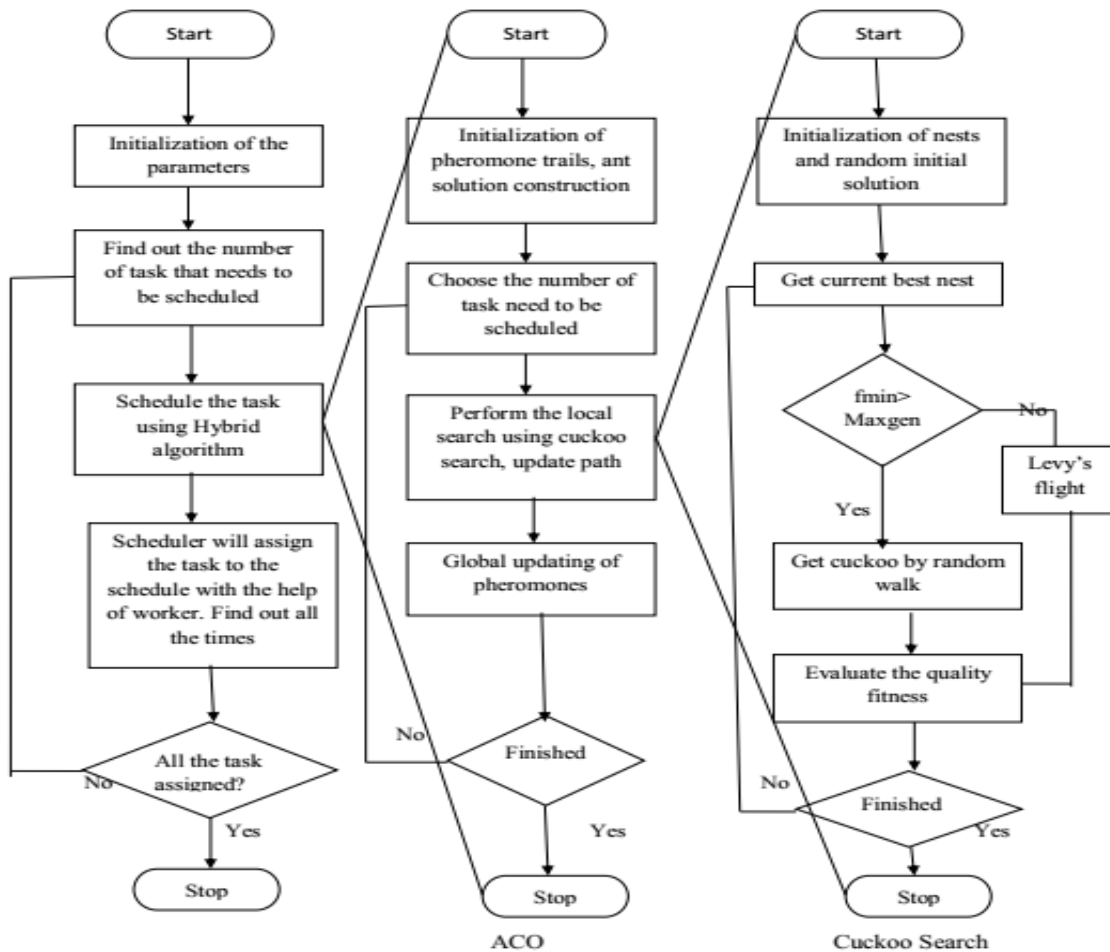 Start
Initialization of the
parameters
Find out the number
of task that needs to
be scheduled
Schedule the task
using Hybrid
algorithm
Scheduler will assign
the task to the
schedule with the help
of worker. Find out all
the times
All the task
assigned?
No
Yes
Stop
Start
Initialization of
pheromone trails, ant
solution construction
Choose the number of
task need to be
scheduled
Perform the local
search using cuckoo
search, update path
Global updating of
pheromones
Finished
No
Yes
Stop
ACO
Start
Initialization of nests
and random initial
solution
Get current best nest
fmin>
Maxgen
No
Levy's
flight
Yes
Get cuckoo by random
walk
Evaluate the quality
fitness
Finished
No
Yes
Stop
Cuckoo Search